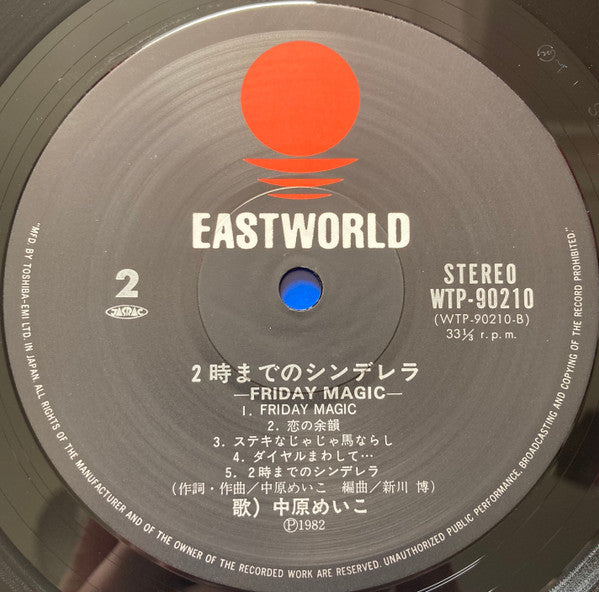 EASTWORLD
2
JASRAC
STEREO
WTP-90210
(WTP-90210-B)
33⅓ r.p.m.
2時までのシンデレラ
—FRIDAY MAGIC—
1. FRIDAY MAGIC
2. 恋の余韻
3. ステキなじゃじゃ馬ならし
4. ダイヤルまわして…
5. 2時までのシンデレラ
(作詞・作曲/中原めいこ 編曲/新川 博)
歌)中原めいこ
Ⓟ1982
"MFD. BY TOSHIBA-EMI LTD. IN JAPAN. ALL RIGHTS OF THE MANUFACTURER AND OF THE OWNER OF THE RECORDED WORK ARE RESERVED. UNAUTHORIZED PUBLIC PERFORMANCE, BROADCASTING AND COPYING OF THE RECORD PROHIBITED."